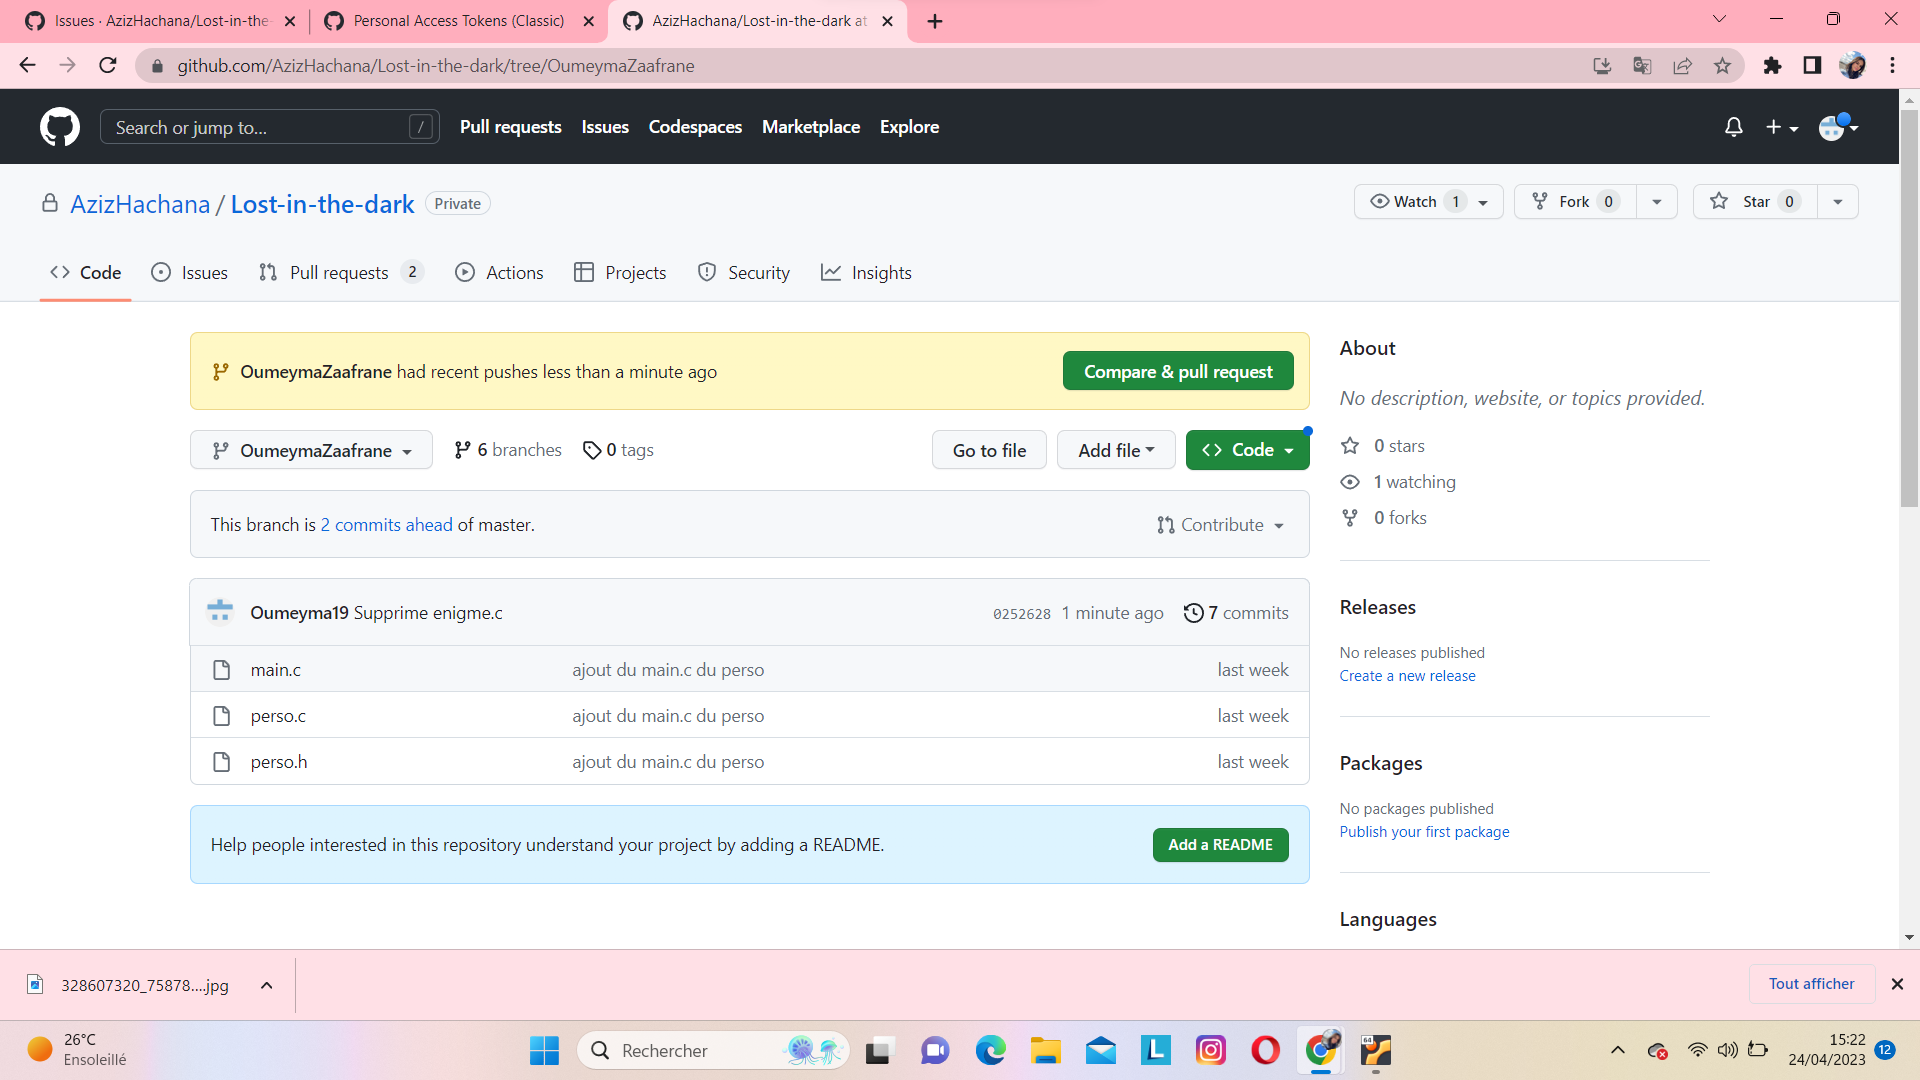 Issues · AzizHachana/Lost-in-the-
Personal Access Tokens (Classic)
AzizHachana/Lost-in-the-dark at
github.com/AzizHachana/Lost-in-the-dark/tree/OumeymaZaafrane
Search or jump to... /
Pull requests Issues Codespaces Marketplace Explore
AzizHachana / Lost-in-the-dark Private
Watch 1 Fork 0 Star 0
Code Issues Pull requests 2 Actions Projects Security Insights
OumeymaZaafrane had recent pushes less than a minute ago
Compare & pull request
OumeymaZaafrane 6 branches 0 tags
Go to file Add file Code
This branch is 2 commits ahead of master.
Contribute
Oumeyma19 Supprime enigme.c 0252628 1 minute ago 7 commits
main.c ajout du main.c du perso last week
perso.c ajout du main.c du perso last week
perso.h ajout du main.c du perso last week
Help people interested in this repository understand your project by adding a README.
Add a README
About
No description, website, or topics provided.
0 stars
1 watching
0 forks
Releases
No releases published
Create a new release
Packages
No packages published
Publish your first package
Languages
328607320_75878....jpg
Tout afficher
26°C
Ensoleillé
Rechercher
L
64
15:22
24/04/2023
12